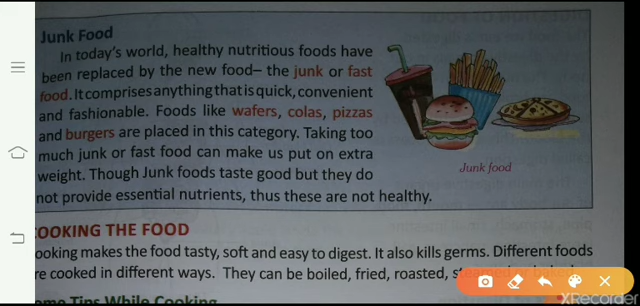 Junk Food
In today's world, healthy nutritious foods have
been replaced by the new food– the junk or fast
food. It comprises anything that is quick, convenient
and fashionable. Foods like wafers, colas, pizzas
and burgers are placed in this category. Taking too
much junk or fast food can make us put on extra
weight. Though Junk foods taste good but they do
not provide essential nutrients, thus these are not healthy.
Junk food
OOKING THE FOOD
ooking makes the food tasty, soft and easy to digest. It also kills germs. Different foods
re cooked in different ways. They can be boiled, fried, roasted,
me Tips While Cooking
XRecorder